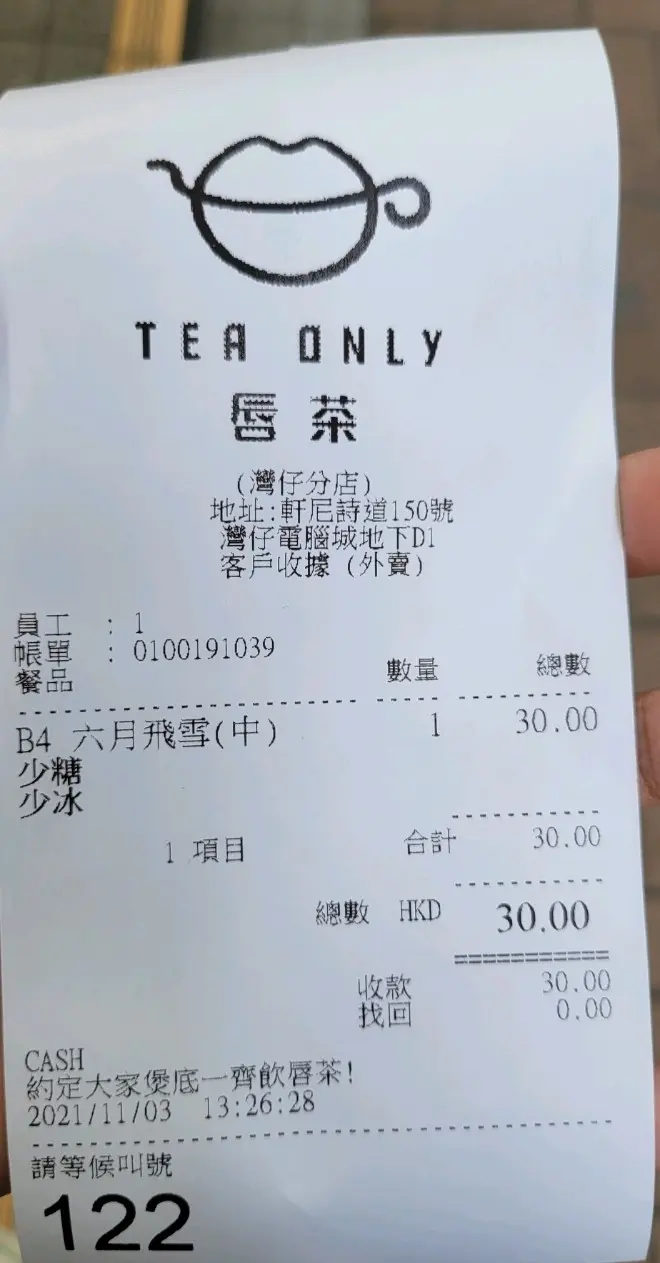 TEA ONLY
唇茶
(灣仔分店)
地址:軒尼詩道150號
灣仔電腦城地下D1
客戶收據 (外賣)
員工 : 1
帳單 : 0100191039
餐品 數量 總數
B4 六月飛雪(中) 1 30.00
少糖
少冰
1 項目 合計 30.00
總數 HKD 30.00
收款 30.00
找回 0.00
CASH
約定大家煲底一齊飲唇茶!
2021/11/03 13:26:28
請等候叫號
122